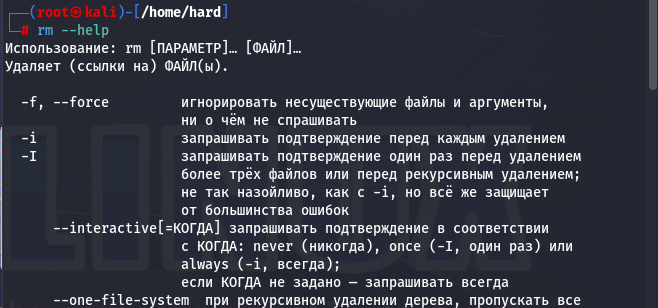 ┌──(root㉿kali)-[/home/hard]
└─# rm --help
Использование: rm [ПАРАМЕТР]… [ФАЙЛ]…
Удаляет (ссылки на) ФАЙЛ(ы).
-f, --force игнорировать несуществующие файлы и аргументы,
ни о чём не спрашивать
-i запрашивать подтверждение перед каждым удалением
-I запрашивать подтверждение один раз перед удалением
более трёх файлов или перед рекурсивным удалением;
не так назойливо, как с -i, но всё же защищает
от большинства ошибок
--interactive[=КОГДА] запрашивать подтверждение в соответствии
с КОГДА: never (никогда), once (-I, один раз) или
always (-i, всегда);
если КОГДА не задано — запрашивать всегда
--one-file-system при рекурсивном удалении дерева, пропускать все